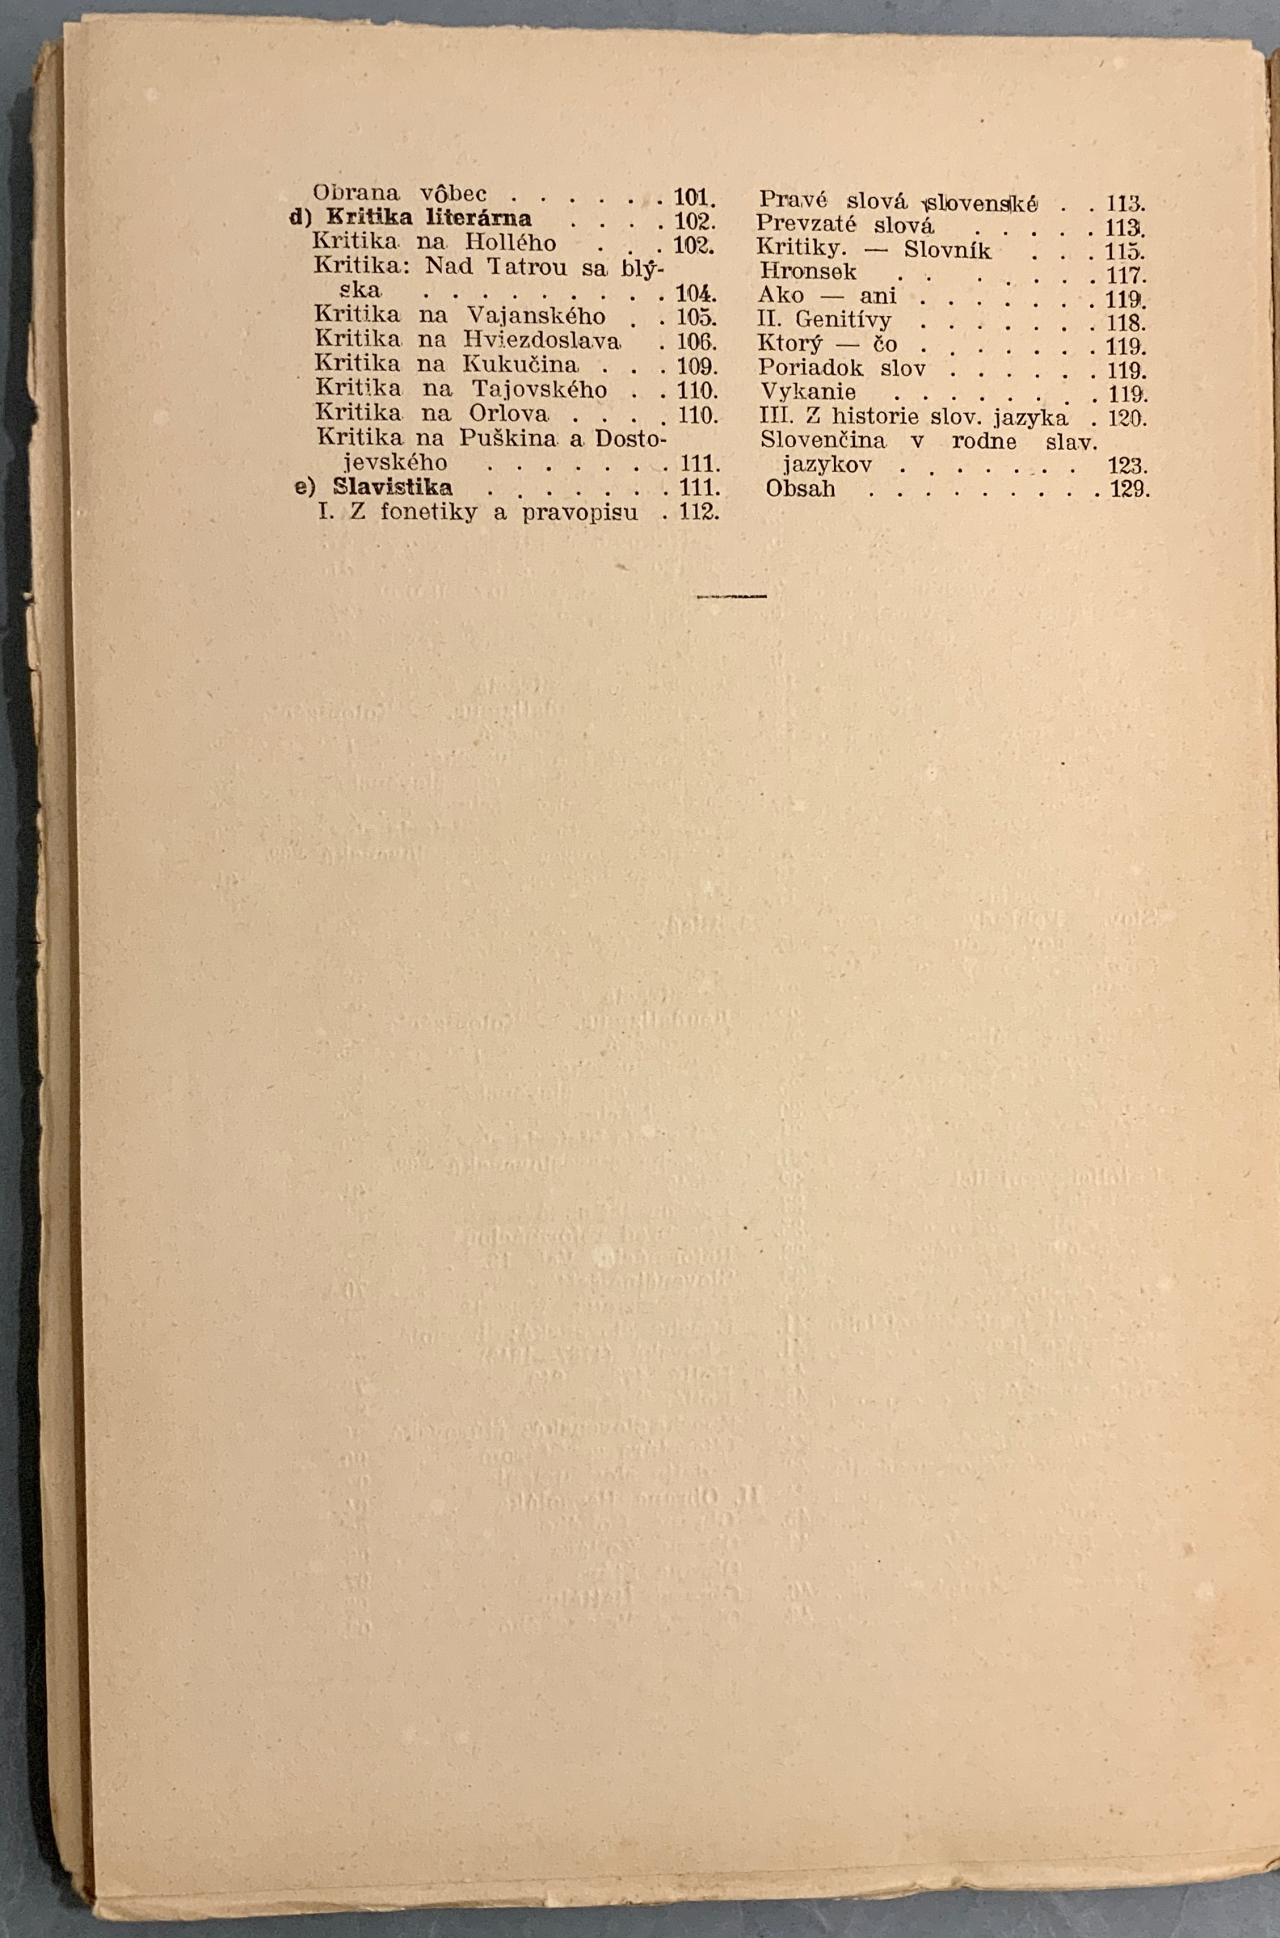 Obrana vôbec . . . . . . 101.
d) Kritika literárna . . . . 102.
Kritika na Hollého . . . 102.
Kritika: Nad Tatrou sa blý-
ska . . . . . . . . . 104.
Kritika na Vajanského . . 105.
Kritika na Hviezdoslava . 106.
Kritika na Kukučina . . . 109.
Kritika na Tajovského . . 110.
Kritika na Orlova . . . . 110.
Kritika na Puškina a Dosto-
jevského . . . . . . . 111.
e) Slavistika . . . . . . . 111.
I. Z fonetiky a pravopisu . 112.
Pravé slová slovenské . . 113.
Prevzaté slová . . . . . 113.
Kritiky. — Slovník . . . 115.
Hronsek . . . . . . . 117.
Ako — ani . . . . . . . 119.
II. Genitívy . . . . . . . 118.
Ktorý — čo . . . . . . . 119.
Poriadok slov . . . . . . 119.
Vykanie . . . . . . . . 119.
III. Z historie slov. jazyka . 120.
Slovenčina v rodne slav.
jazykov . . . . . . . 123.
Obsah . . . . . . . . . 129.